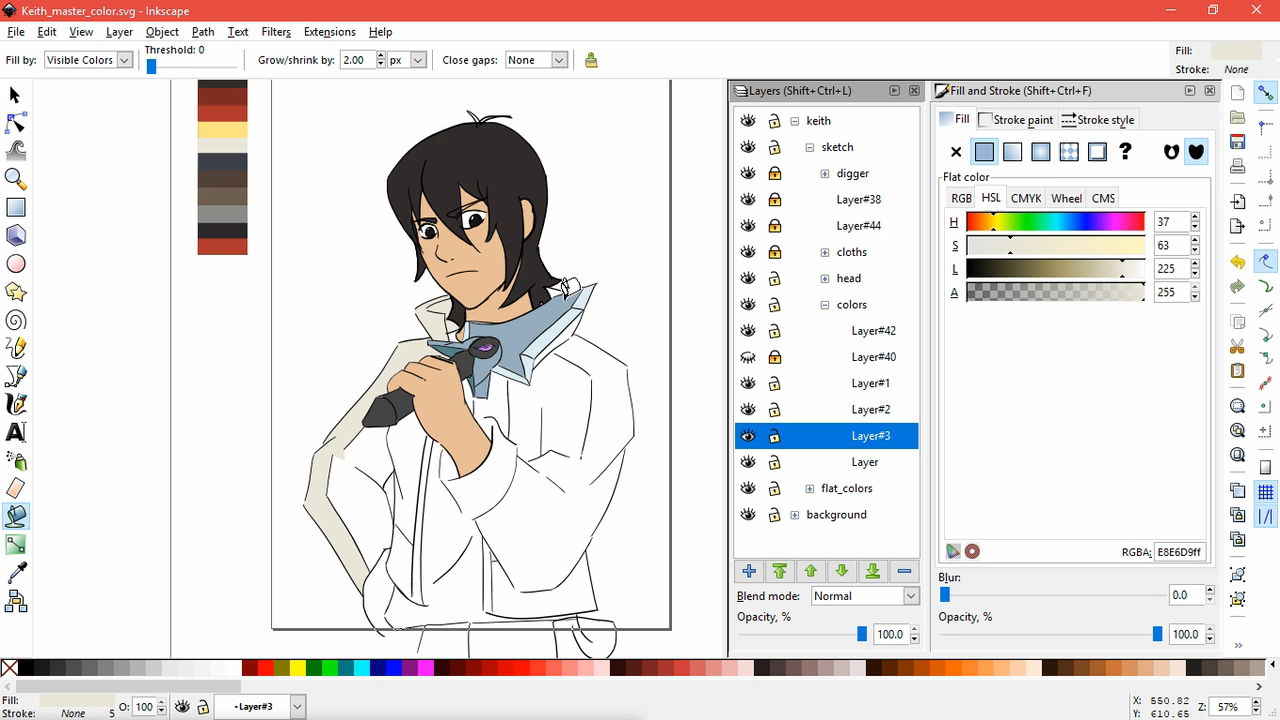 Keith_master_color.svg - Inkscape
File Edit View Layer Object Path Text Filters Extensions Help
Fill by: Visible Colors Threshold: 0 Grow/shrink by: 2.00 px Close gaps: None
Fill:
Stroke: None
Layers (Shift+Ctrl+L)
keith
sketch
digger
Layer#38
Layer#44
cloths
head
colors
Layer#42
Layer#40
Layer#1
Layer#2
Layer#3
Layer
flat_colors
background
Blend mode: Normal
Opacity, %
100.0
Fill and Stroke (Shift+Ctrl+F)
Fill Stroke paint Stroke style
?
Flat color
RGB HSL CMYK Wheel CMS
H 37
S 63
L 225
A 255
RGBA: E8E6D9ff
Blur:
0.0
Opacity, %
100.0
Fill:
Stroke: None 5 O: 100 •Layer#3
X: 550.82
Y: 610.65
Z: 57%